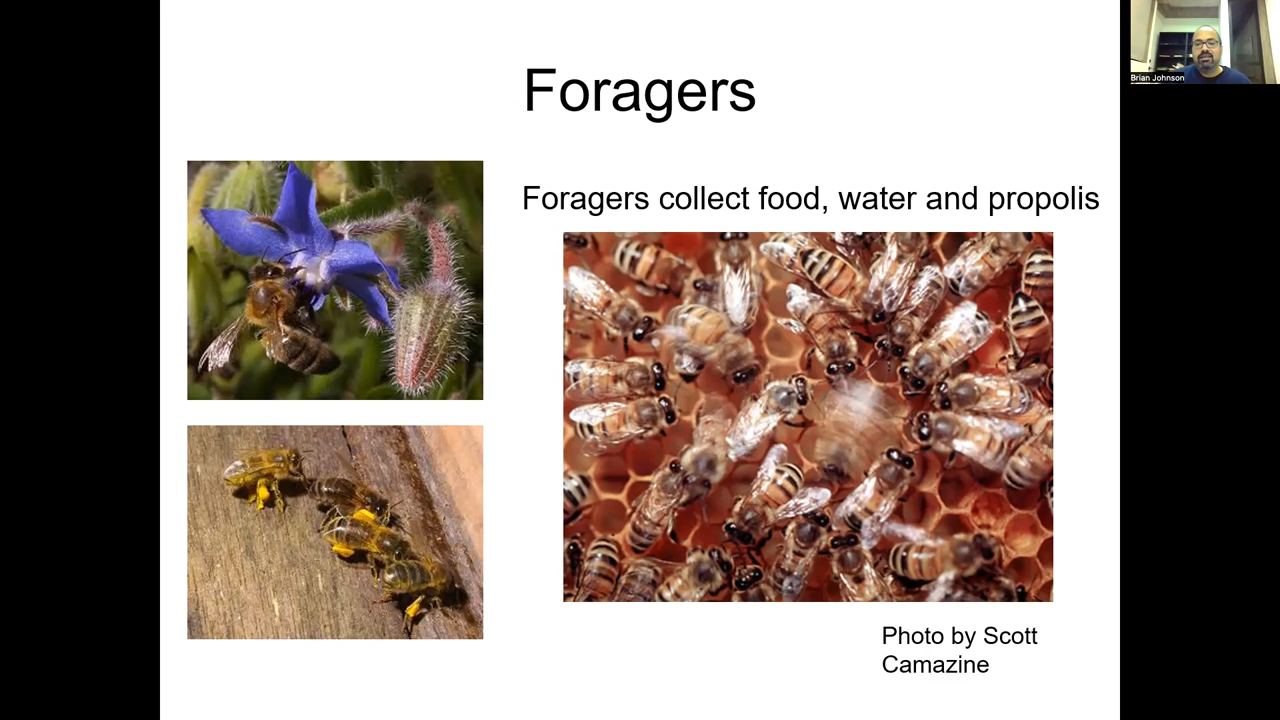 Foragers
Foragers collect food, water and propolis
Photo by Scott
Camazine
Brian Johnson